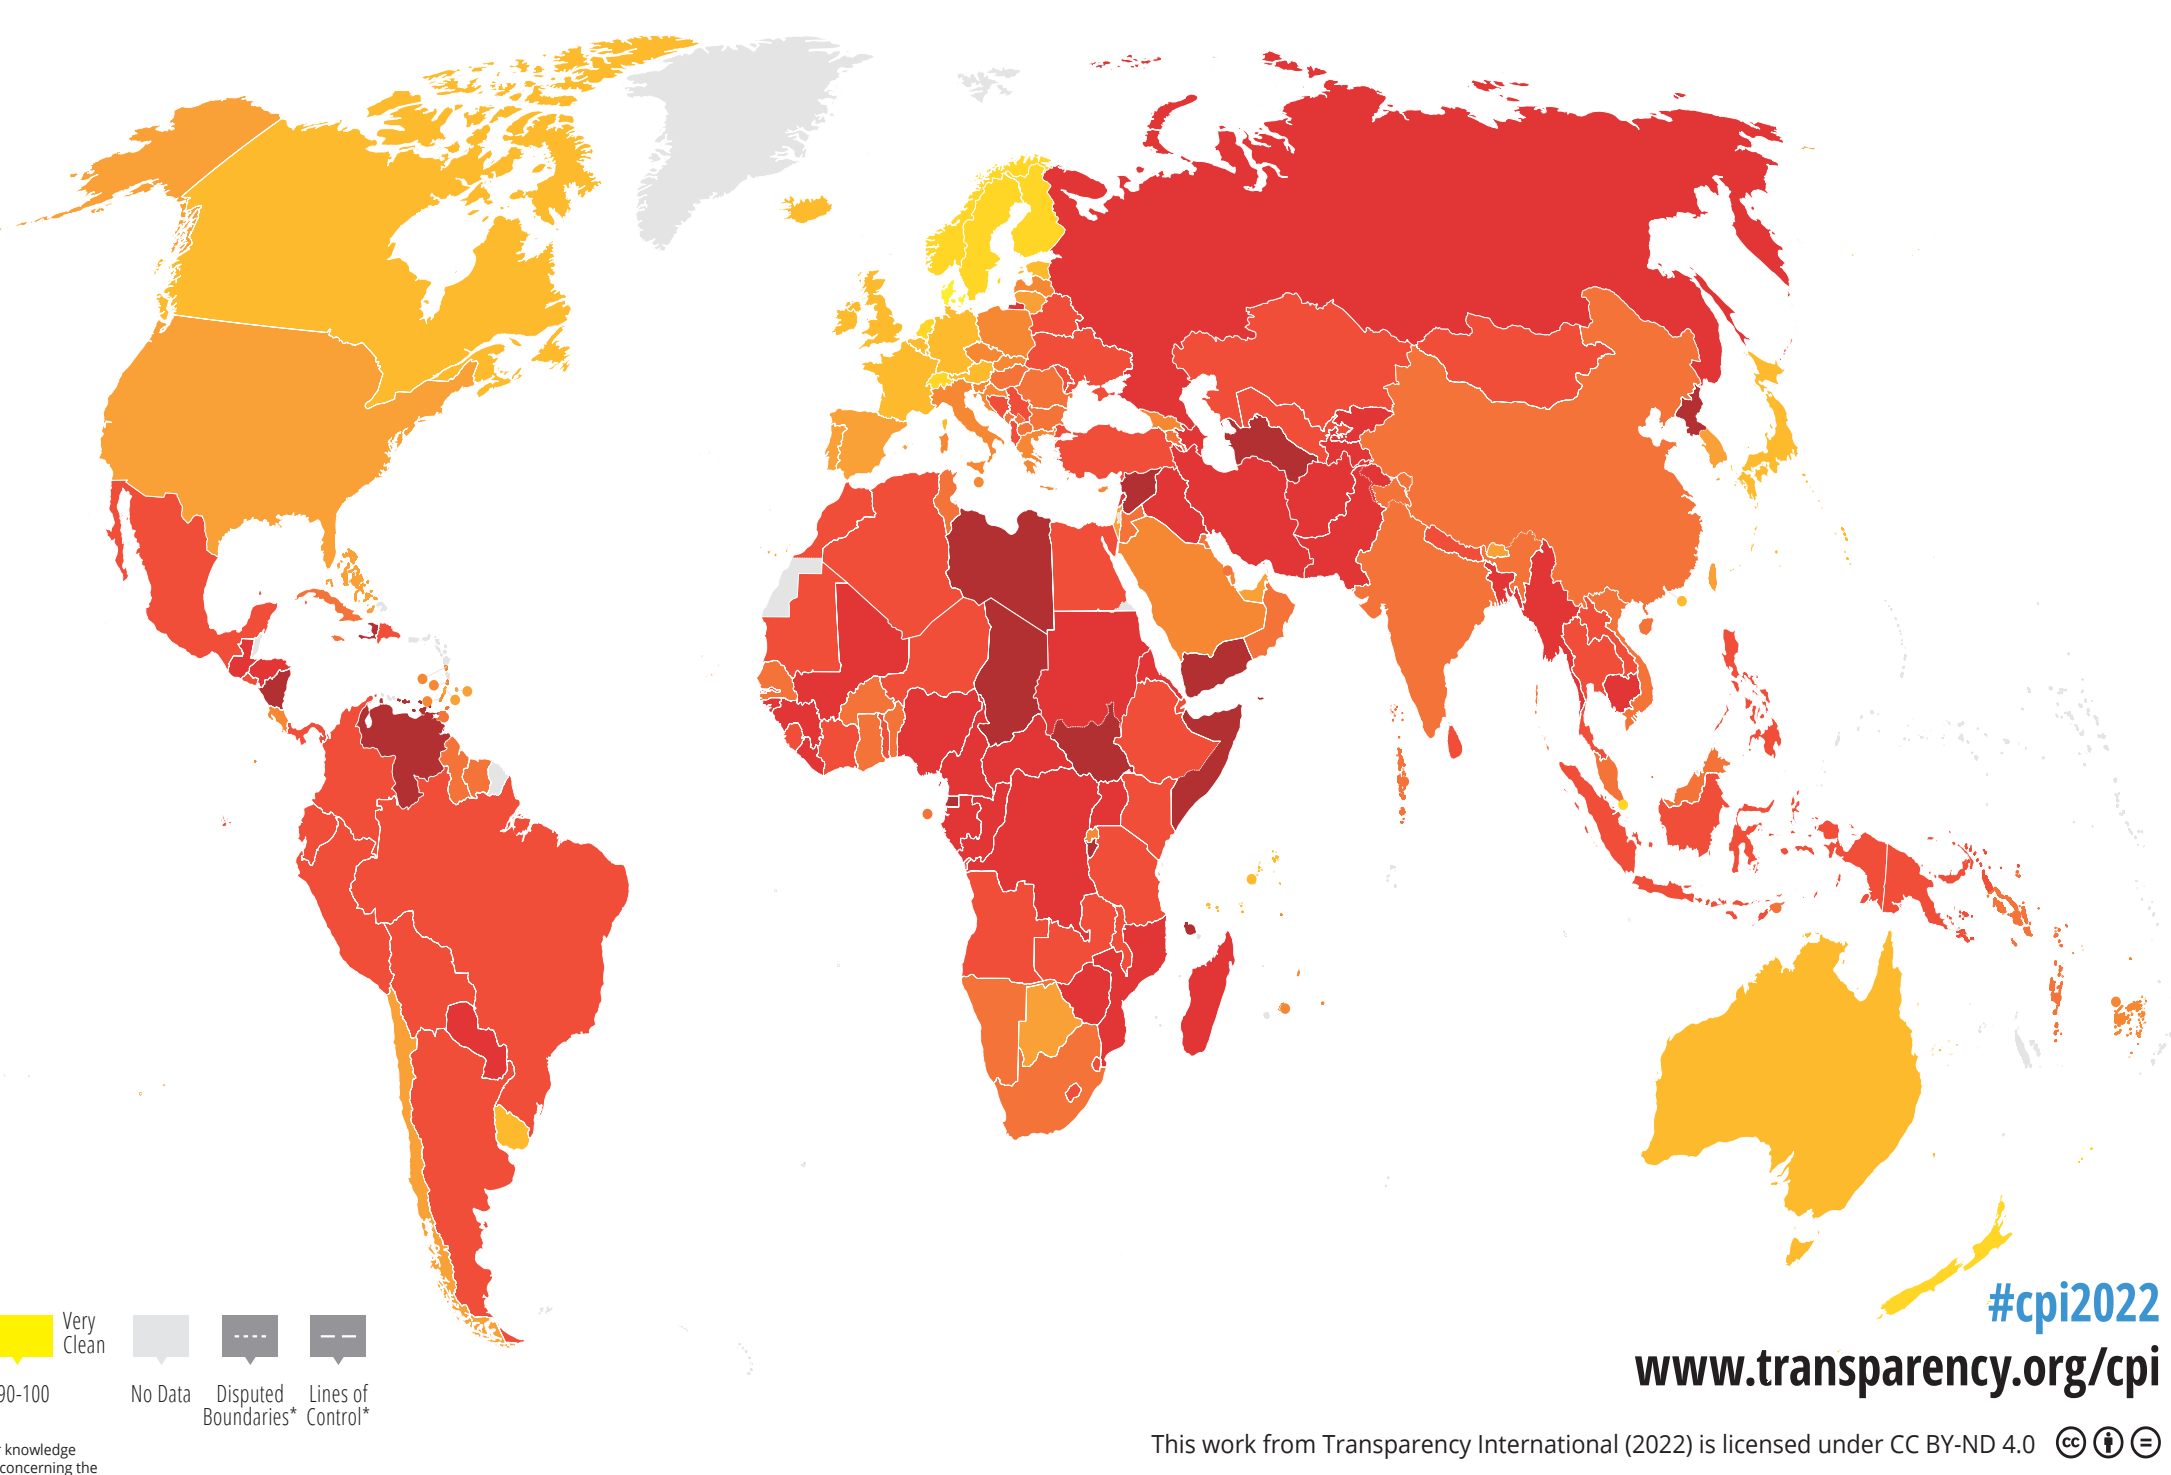 #cpi2022
www.transparency.org/cpi
Very
Clean
90-100
No Data
Disputed
Boundaries*
Lines of
Control*
knowledge
concerning the
This work from Transparency International (2022) is licensed under CC BY-ND 4.0
cc
=